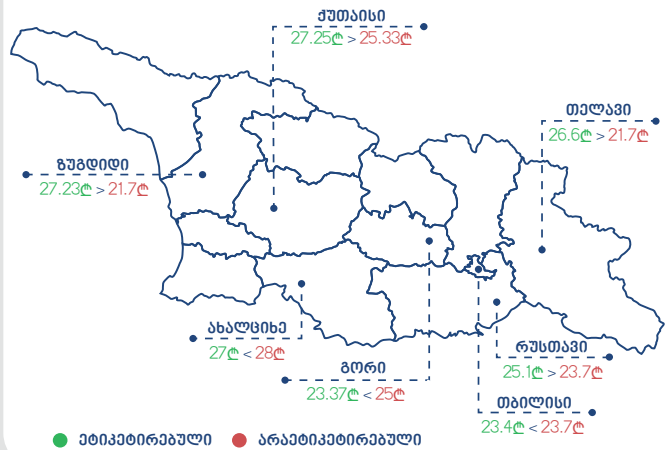 ქუთაისი
27.25₾ > 25.33₾
თელავი
26.6₾ > 21.7₾
ზუგდიდი
27.23₾ > 21.7₾
ახალციხე
27₾ < 28₾
რუსთავი
25.1₾ > 23.7₾
გორი
23.37₾ < 25₾
თბილისი
23.4₾ < 23.7₾
ეტიკეტირებული არაეტიკეტირებული